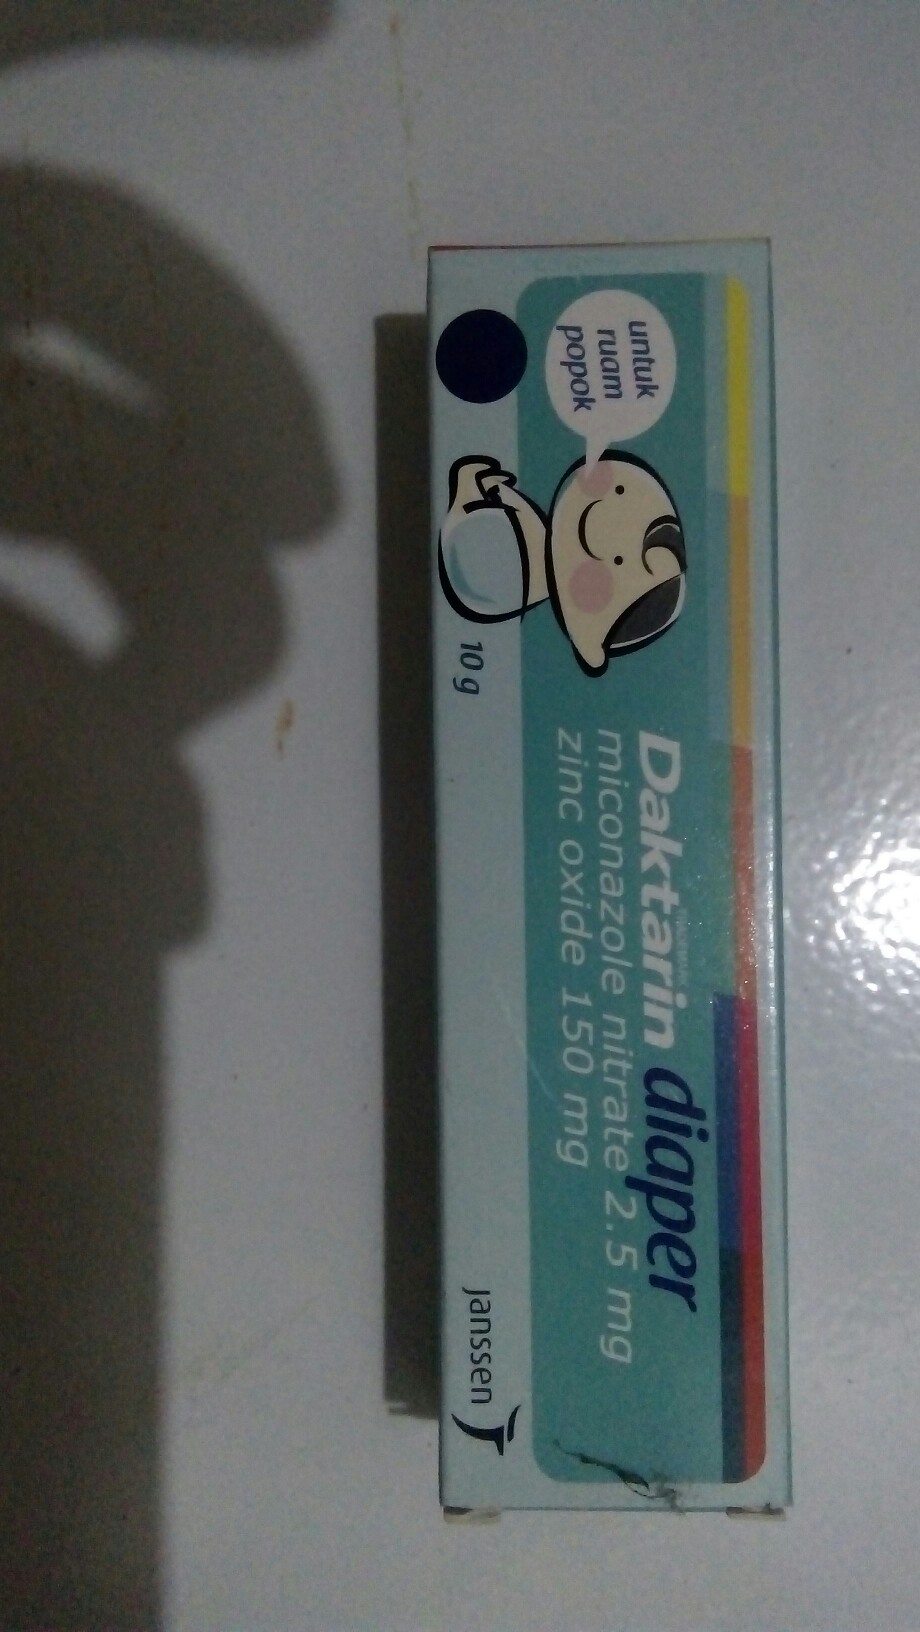 untuk
ruam
popok
Daktarin diaper
miconazole nitrate 2.5 mg
zinc oxide 150 mg
10 g
Janssen